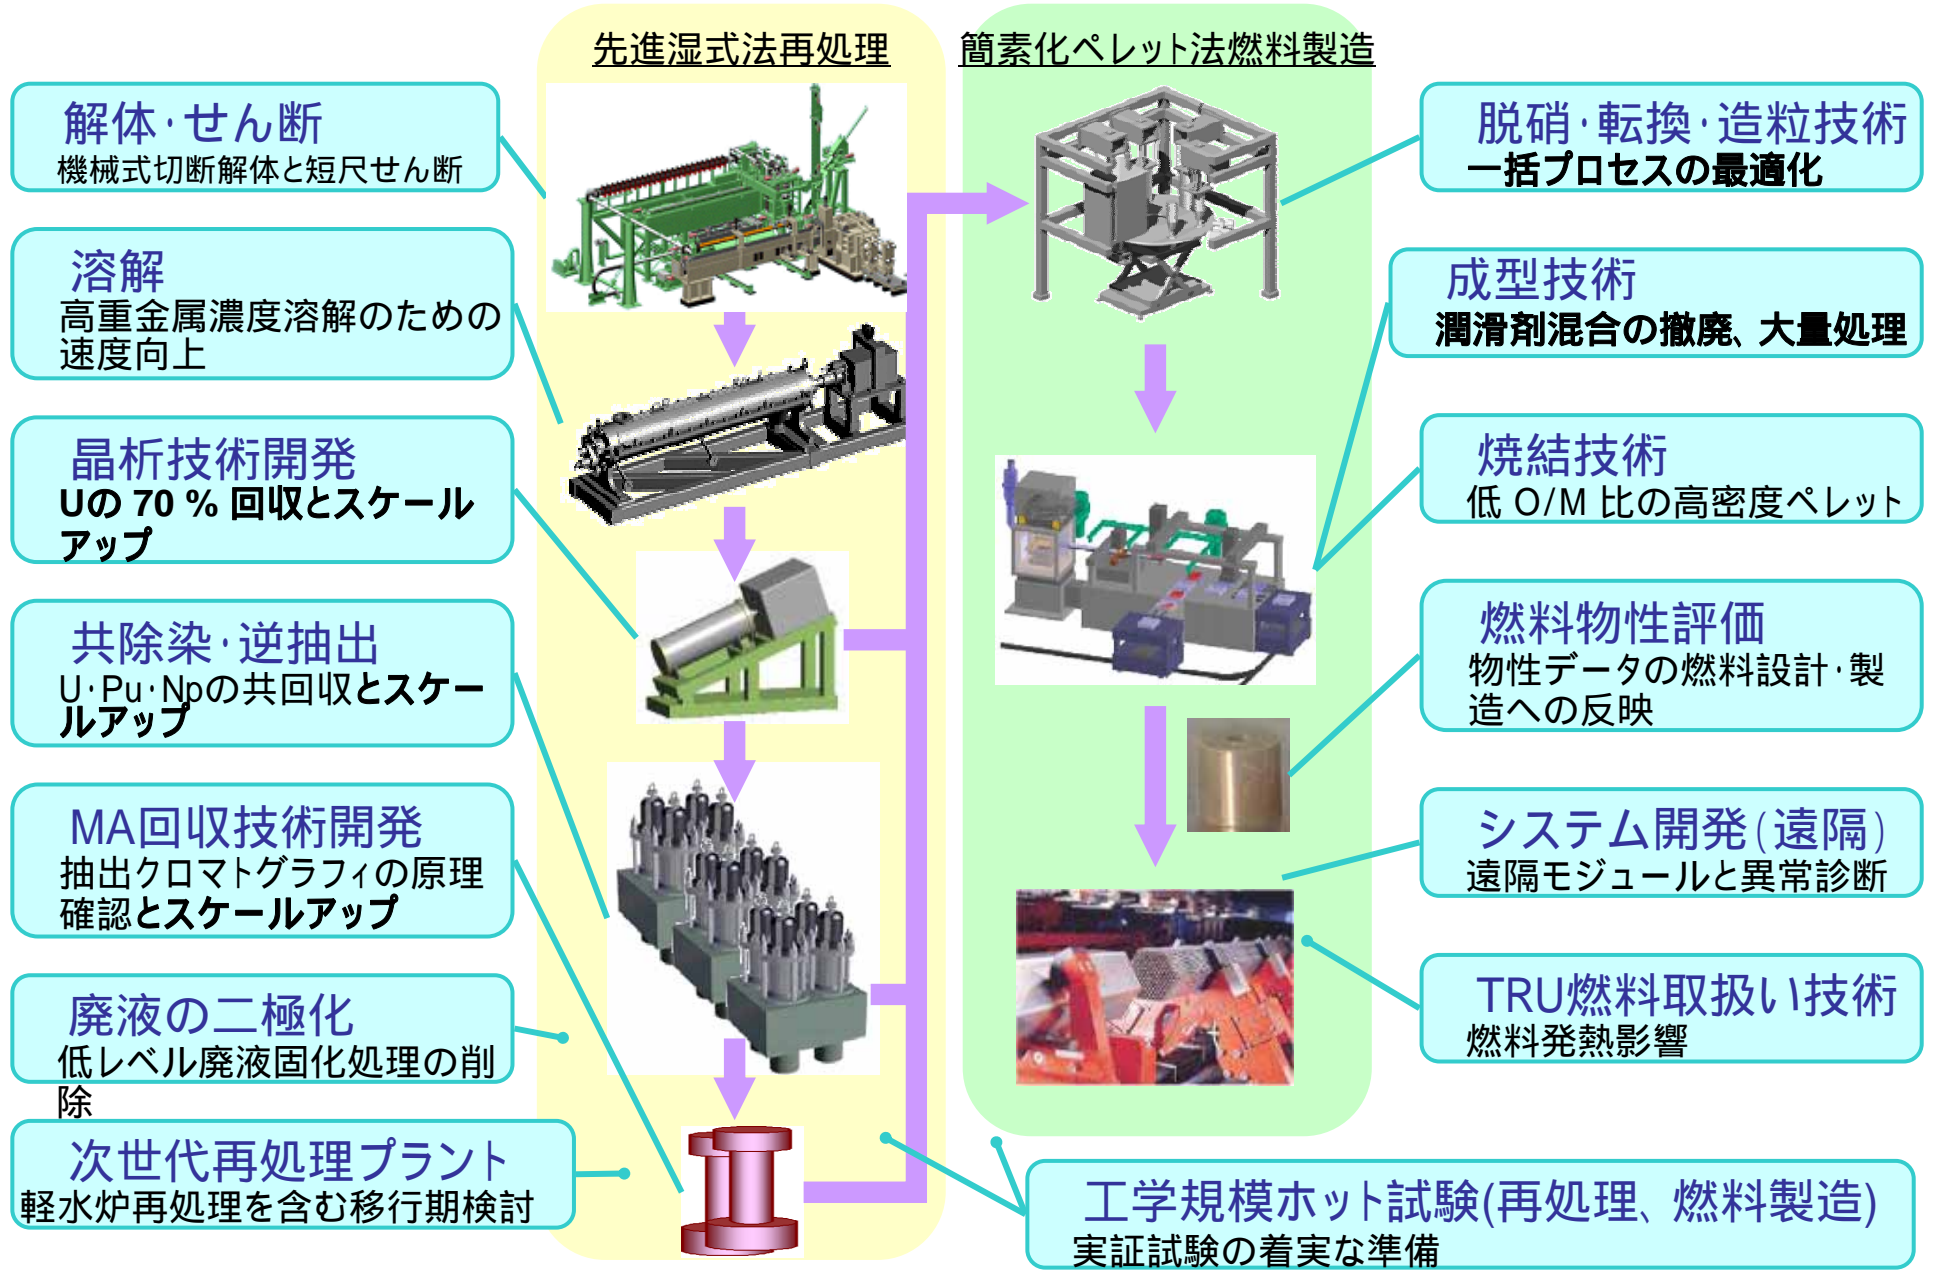 先進湿式法再処理
簡素化ペレット法燃料製造
解体・せん断
機械式切断解体と短尺せん断
溶解
高重金属濃度溶解のための
速度向上
晶析技術開発
Uの 70 % 回収とスケール
アップ
共除染・逆抽出
U・Pu・Npの共回収とスケー
ルアップ
MA回収技術開発
抽出クロマトグラフィの原理
確認とスケールアップ
廃液の二極化
低レベル廃液固化処理の削
除
次世代再処理プラント
軽水炉再処理を含む移行期検討
脱硝・転換・造粒技術
一括プロセスの最適化
成型技術
潤滑剤混合の撤廃、大量処理
焼結技術
低 O/M 比の高密度ペレット
燃料物性評価
物性データの燃料設計・製
造への反映
システム開発(遠隔)
遠隔モジュールと異常診断
TRU燃料取扱い技術
燃料発熱影響
工学規模ホット試験(再処理、燃料製造)
実証試験の着実な準備